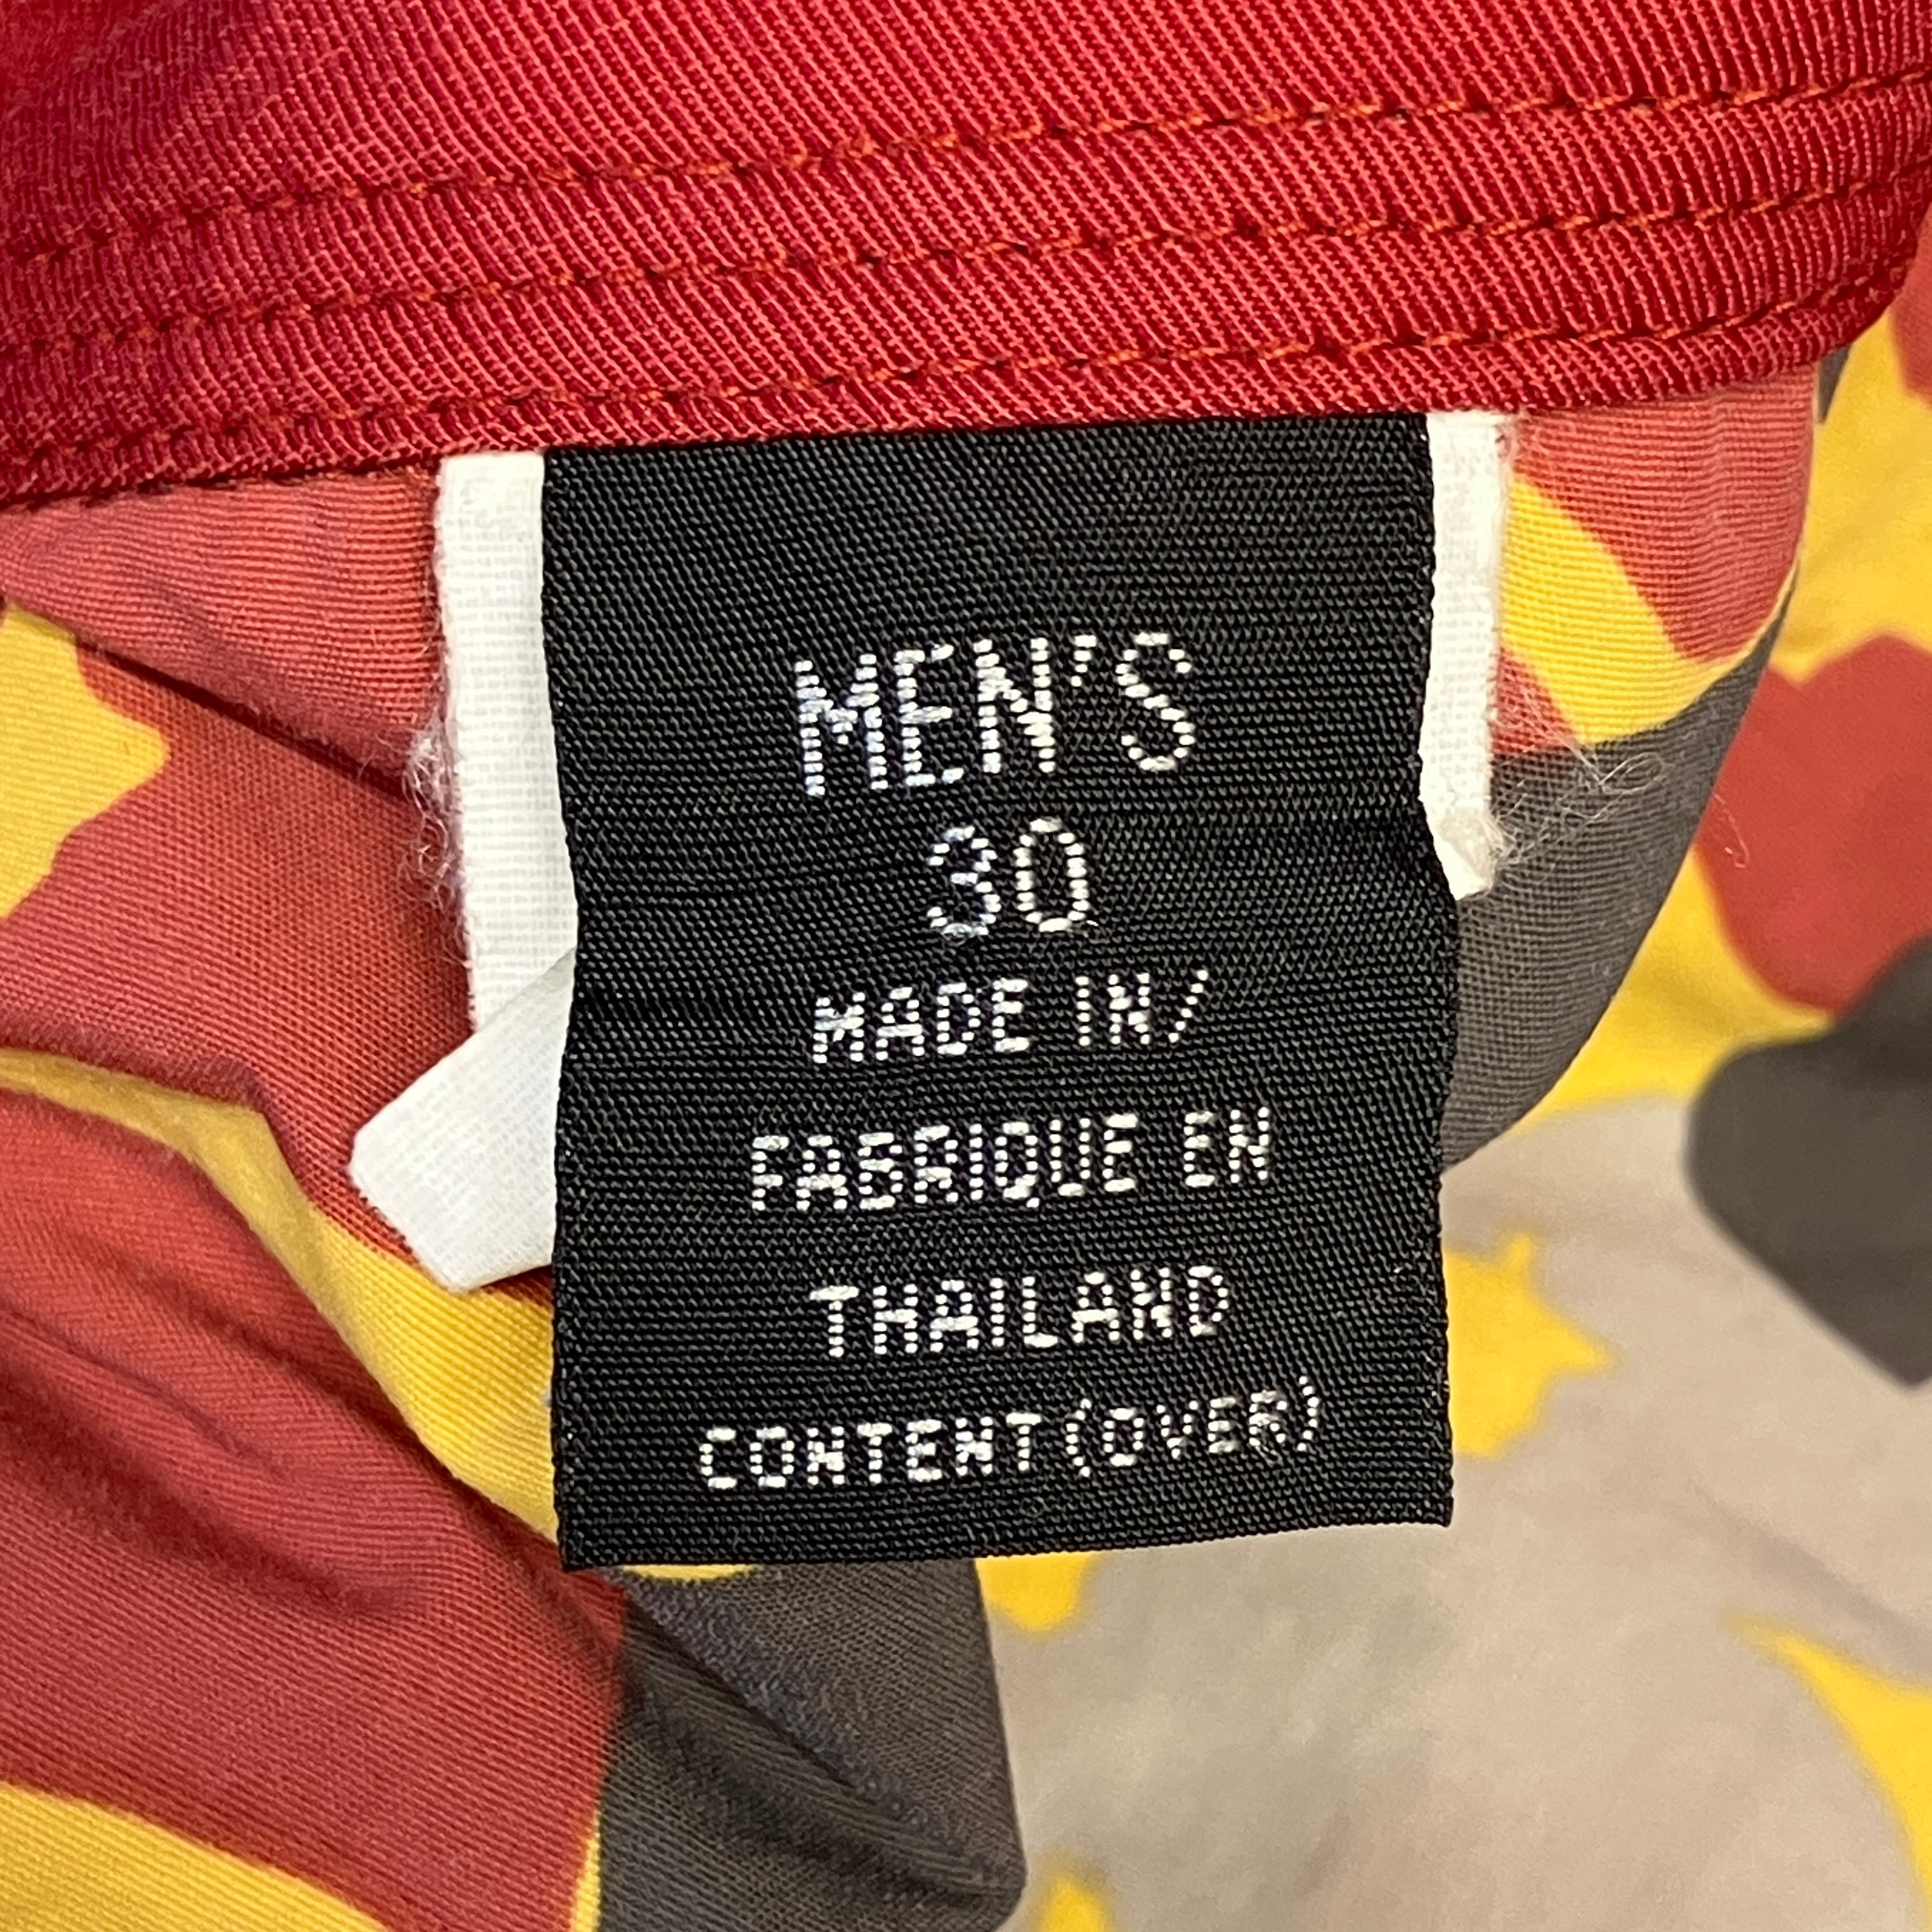 MEN'S
30
MADE IN/
FABRIQUE EN
THAILAND
CONTENT (OVER)